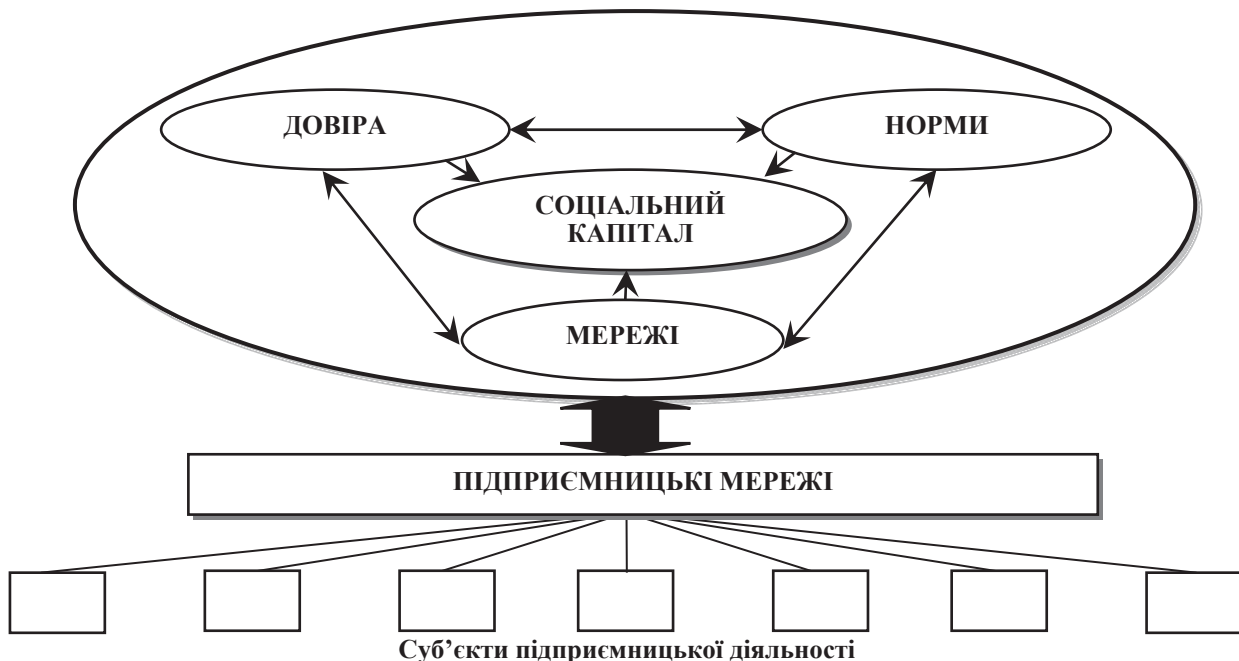 ДОВІРА
НОРМИ
СОЦІАЛЬНИЙ
КАПІТАЛ
МЕРЕЖІ
ПІДПРИЄМНИЦЬКІ МЕРЕЖІ
Суб’єкти підприємницької діяльності